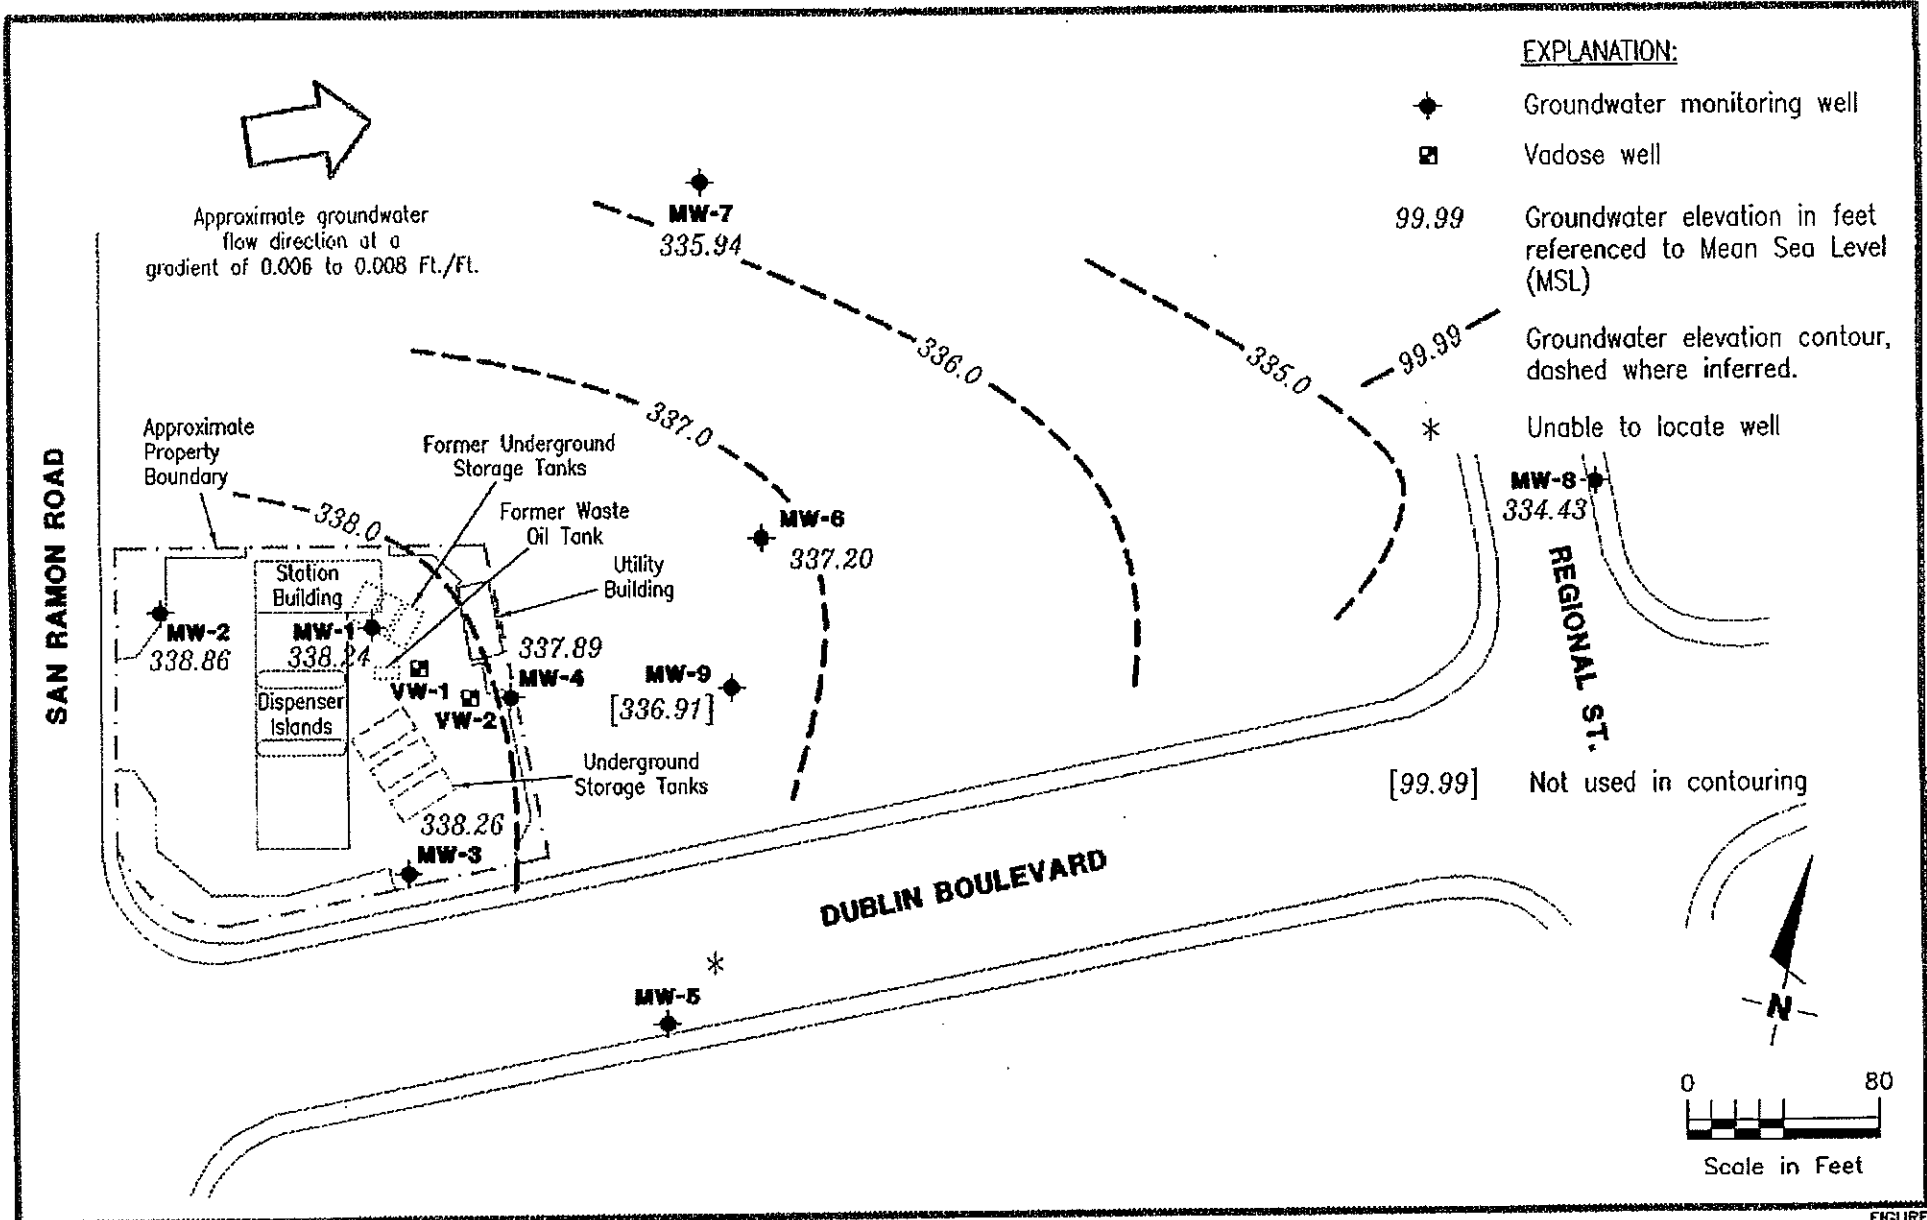 EXPLANATION:
Groundwater monitoring well
Vadose well
99.99
Groundwater elevation in feet
referenced to Mean Sea Level
(MSL)
99.99
Groundwater elevation contour,
dashed where inferred.
*
Unable to locate well
[99.99]
Not used in contouring
Approximate groundwater
flow direction at a
gradient of 0.006 to 0.008 Ft./Ft.
MW-7
335.94
336.0
335.0
337.0
338.0
Approximate
Property
Boundary
Former Underground
Storage Tanks
Former Waste
Oil Tank
Utility
Building
MW-6
337.20
MW-8
334.43
SAN RAMON ROAD
REGIONAL ST.
Station
Building
MW-2
338.86
MW-1
338.24
337.89
MW-4
VW-1
VW-2
MW-9
[336.91]
Dispenser
Islands
Underground
Storage Tanks
338.26
MW-3
DUBLIN BOULEVARD
*
MW-5
N
0 80
Scale in Feet
FIGURE